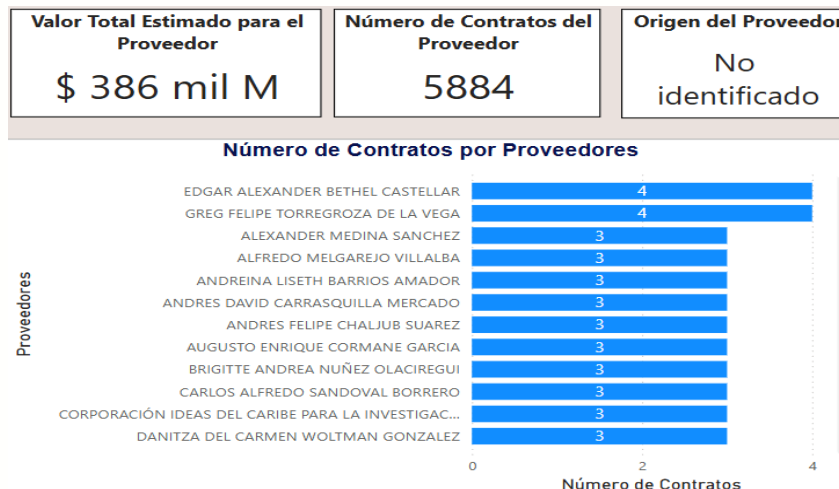 Valor Total Estimado para el
Proveedor
$ 386 mil M
Número de Contratos del
Proveedor
5884
Origen del Proveedor
No
identificado
Número de Contratos por Proveedores
Proveedores
EDGAR ALEXANDER BETHEL CASTELLAR 4
GREG FELIPE TORREGROZA DE LA VEGA 4
ALEXANDER MEDINA SANCHEZ 3
ALFREDO MELGAREJO VILLALBA 3
ANDREINA LISETH BARRIOS AMADOR 3
ANDRES DAVID CARRASQUILLA MERCADO 3
ANDRES FELIPE CHALJUB SUAREZ 3
AUGUSTO ENRIQUE CORMANE GARCIA 3
BRIGITTE ANDREA NUÑEZ OLACIREGUI 3
CARLOS ALFREDO SANDOVAL BORRERO 3
CORPORACIÓN IDEAS DEL CARIBE PARA LA INVESTIGAC... 3
DANITZA DEL CARMEN WOLTMAN GONZALEZ 3
0 2 4
Número de Contratos